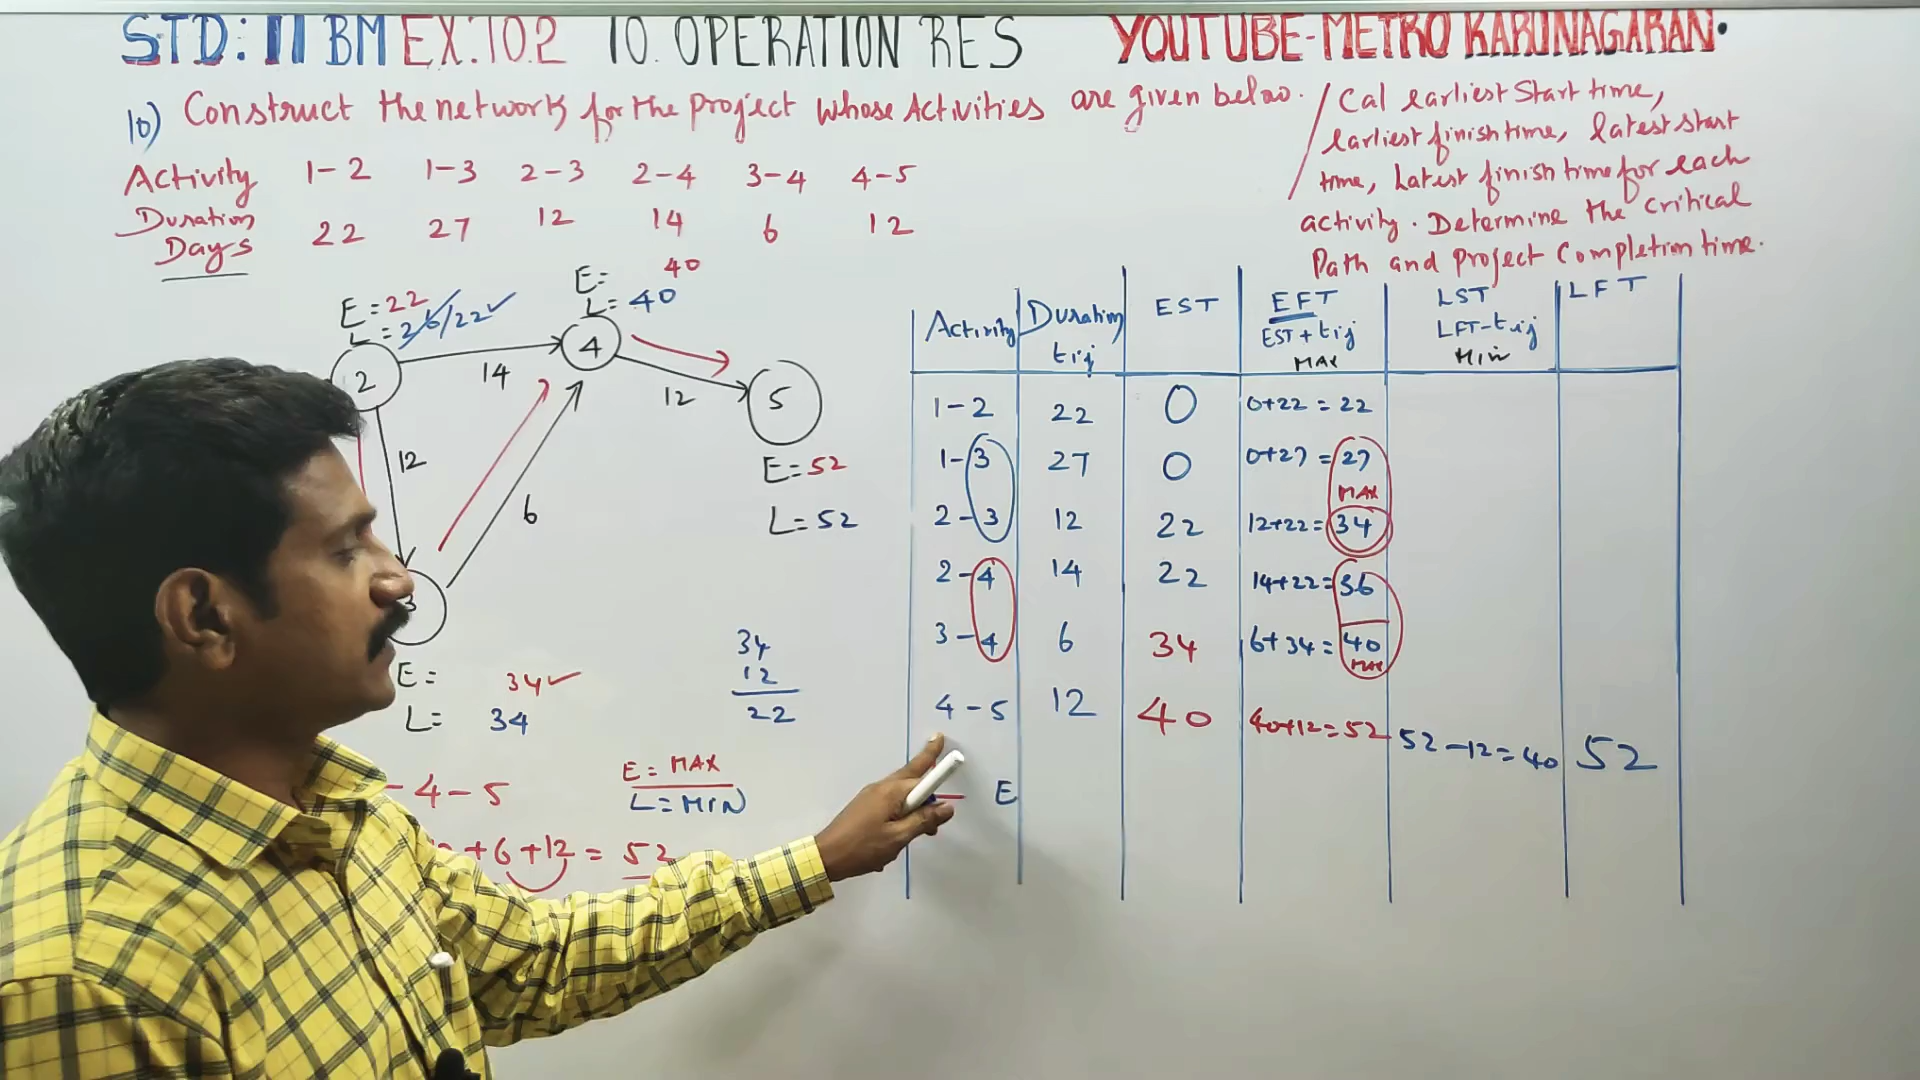 STD: 11 BM EX.10.2 10. OPERATION RES YOUTUBE-METRO KARUNAGARAN.
10) Construct the network for the project whose Activities are given below.
Activity 1-2 1-3 2-3 2-4 3-4 4-5
Duration Days 22 27 12 14 6 12
Cal earliest Start time,
earliest finish time, latest start
time, Latest finish time for each
activity. Determine the critical
Path and project Completion time.
E= 22
L= 26/22 ✓
E= 40
L= 40
2
4
5
3
14
12
12
6
E= 52
L= 52
E= 34 ✓
L= 34
34
12
22
- 4 - 5
E= MAX
L= MIN
+6+12 = 52
Activity Duration tij EST EFT EST + tij MAX LST LFT-tij Min LFT
1-2 22 0 0+22 = 22
1-3 27 0 0+27 = 27
MAX
2-3 12 22 12+22= 34
2-4 14 22 14+22= 36
3-4 6 34 6+34= 40
MAX
4-5 12 40 40+12=52 52-12=40 52
E